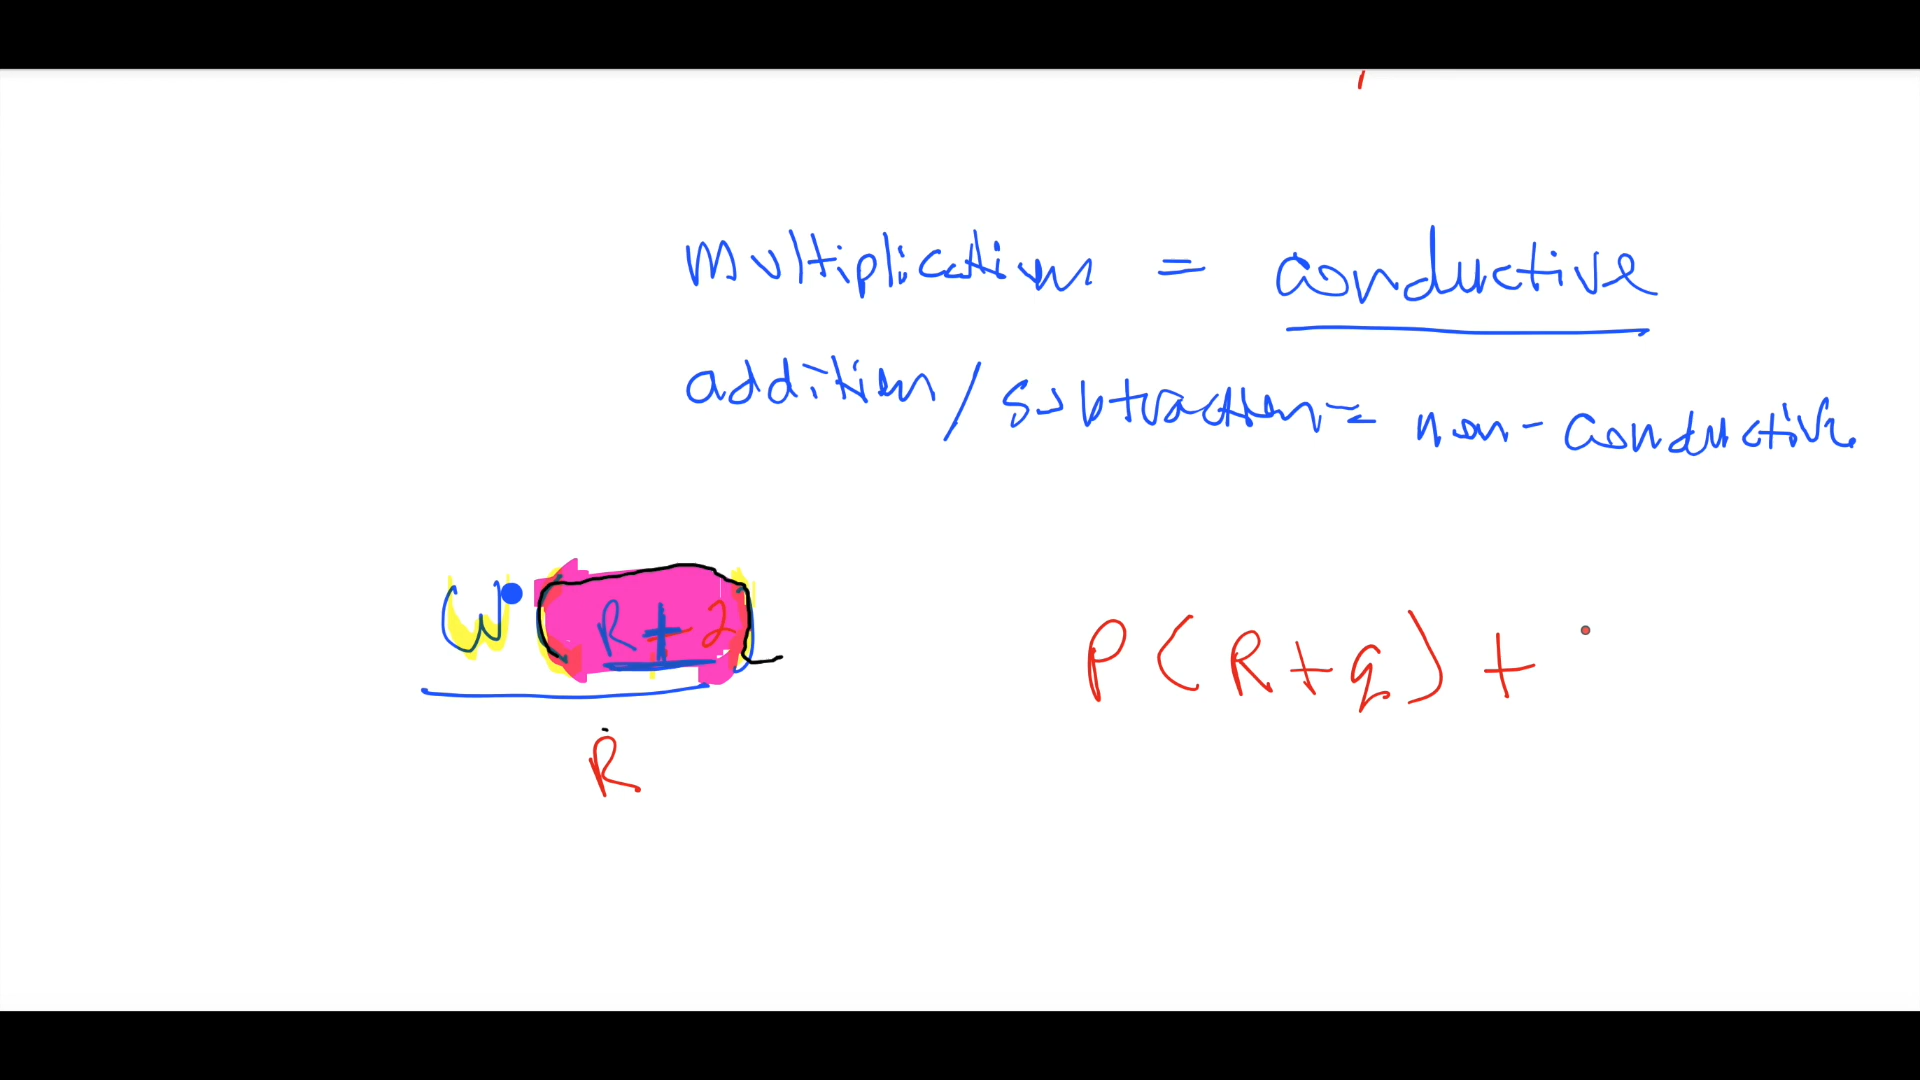 multiplication = conductive
addition/subtraction = non-conductive
W • (R + 2)
R
P(R+q) +